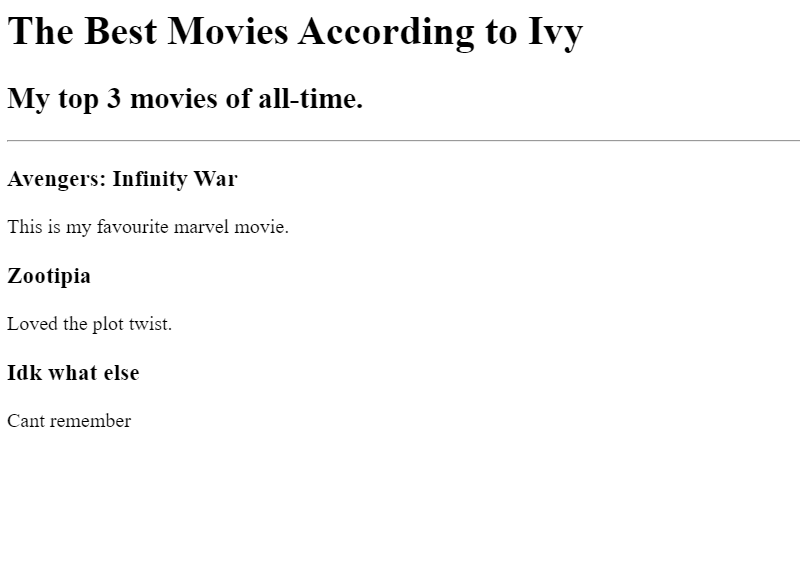 The Best Movies According to Ivy
My top 3 movies of all-time.
Avengers: Infinity War
This is my favourite marvel movie.
Zootipia
Loved the plot twist.
Idk what else
Cant remember